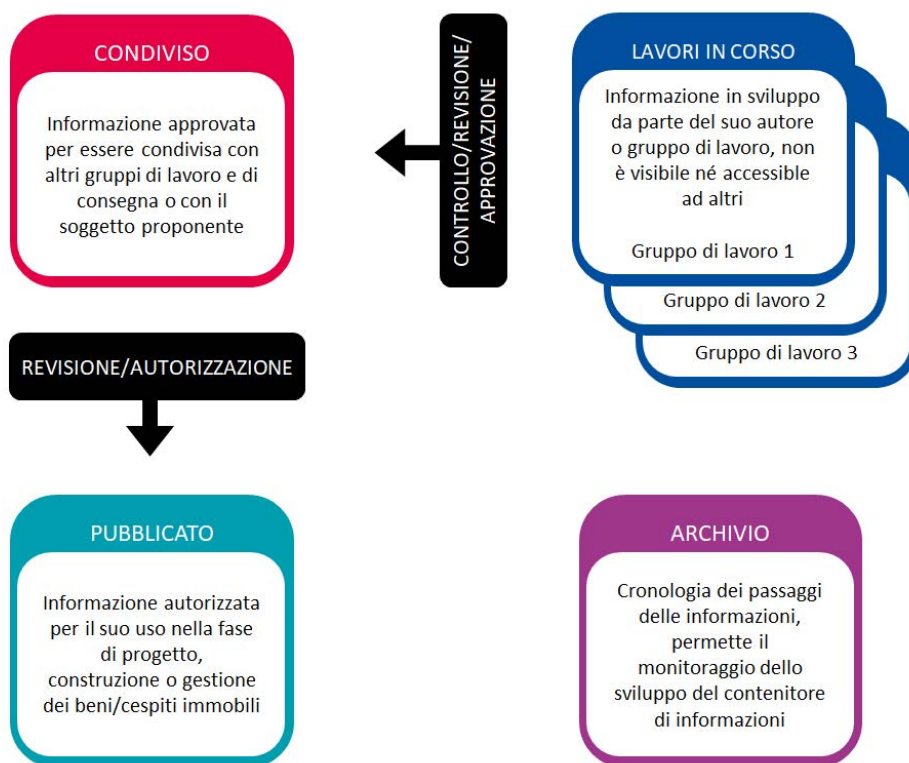 CONDIVISO
Informazione approvata
per essere condivisa con
altri gruppi di lavoro e di
consegna o con il
soggetto proponente
CONTROLLO/REVISIONE/
APPROVAZIONE
LAVORI IN CORSO
Informazione in sviluppo
da parte del suo autore
o gruppo di lavoro, non
è visibile né accessible
ad altri
Gruppo di lavoro 1
Gruppo di lavoro 2
Gruppo di lavoro 3
REVISIONE/AUTORIZZAZIONE
PUBBLICATO
Informazione autorizzata
per il suo uso nella fase
di progetto,
construzione o gestione
dei beni/cespiti immobili
ARCHIVIO
Cronologia dei passaggi
delle informazioni,
permette il
monitoraggio dello
sviluppo del contenitore
di informazioni